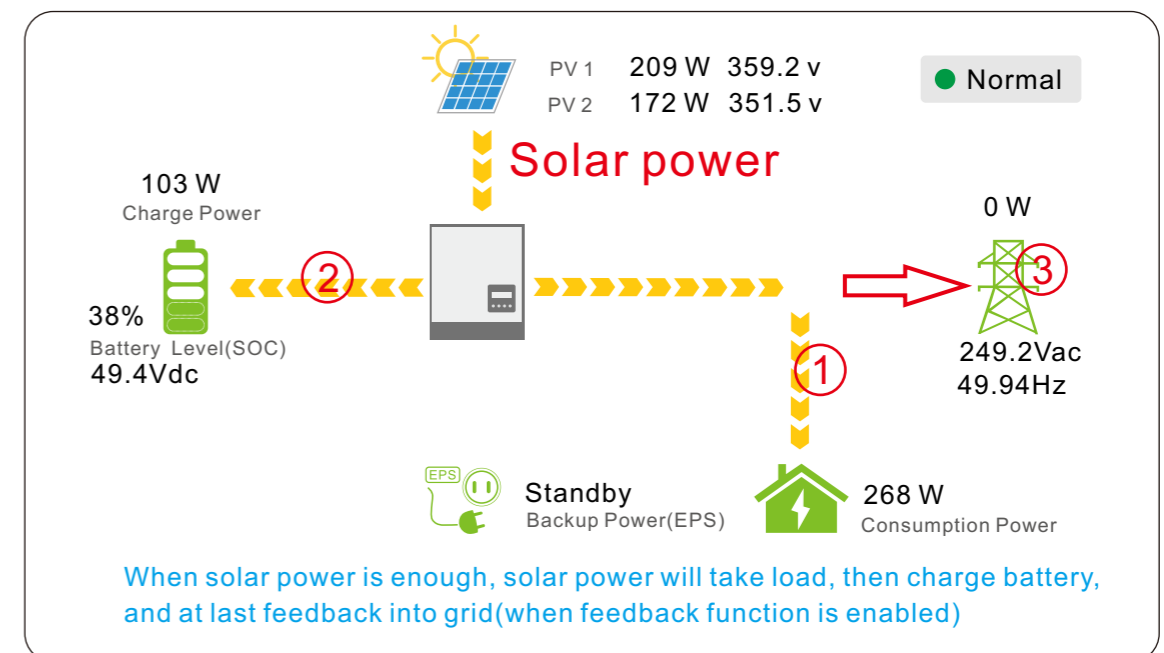 PV 1 209 W 359.2 v
PV 2 172 W 351.5 v
Normal
Solar power
103 W
Charge Power
0 W
2
3
38%
Battery Level(SOC)
49.4Vdc
249.2Vac
49.94Hz
1
EPS
Standby
Backup Power(EPS)
268 W
Consumption Power
When solar power is enough, solar power will take load, then charge battery,
and at last feedback into grid(when feedback function is enabled)